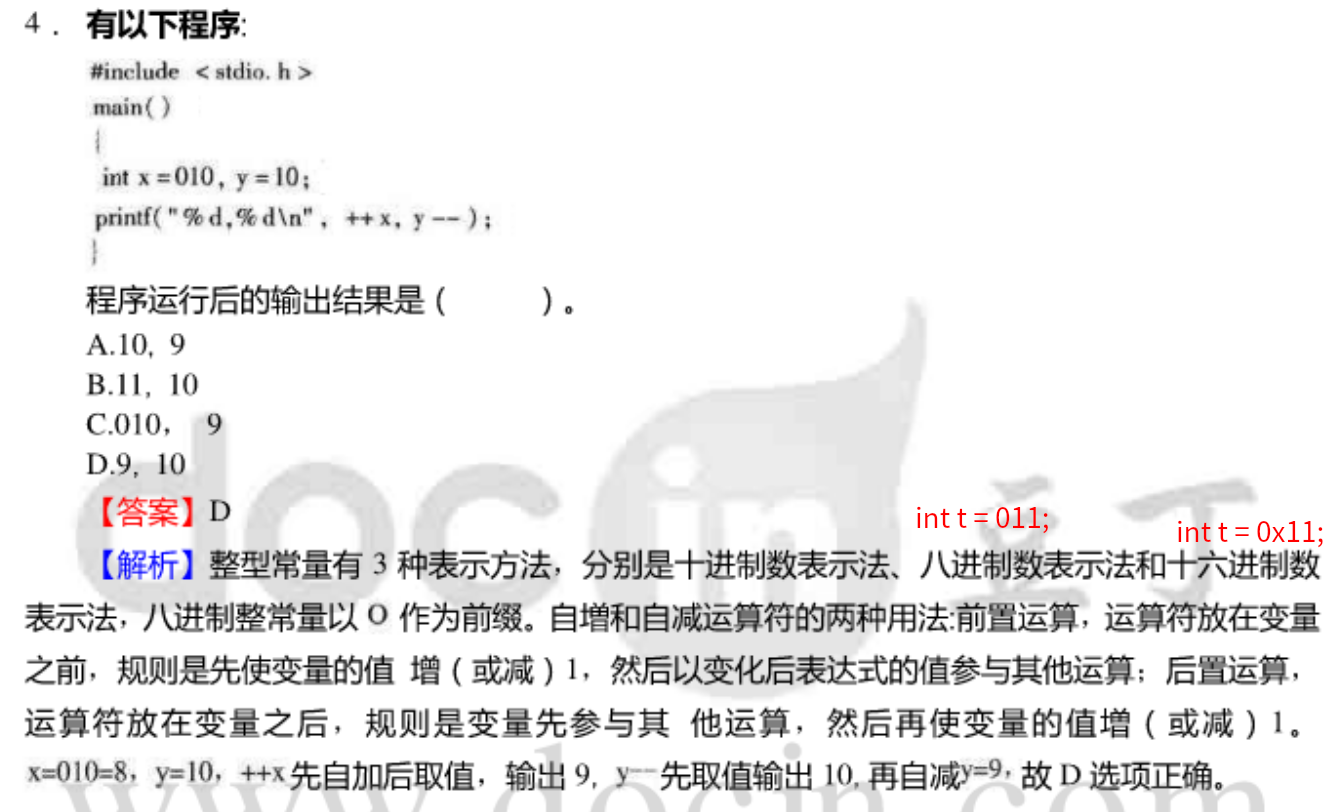 4． 有以下程序:
#include <stdio.h>
main()
{
int x=010, y=10;
printf("%d,%d\n", ++x, y--);
}
程序运行后的输出结果是（　　）。
A.10, 9
B.11, 10
C.010, 9
D.9, 10
【答案】D
int t = 011;
int t = 0x11;
【解析】整型常量有 3 种表示方法，分别是十进制数表示法、八进制数表示法和十六进制数
表示法，八进制整常量以 O 作为前缀。自增和自减运算符的两种用法:前置运算，运算符放在变量
之前，规则是先使变量的值 增（或减）1，然后以变化后表达式的值参与其他运算；后置运算，
运算符放在变量之后，规则是变量先参与其 他运算，然后再使变量的值增（或减）1。
x=010=8，y=10，++x先自加后取值，输出 9, y--先取值输出 10, 再自减y=9，故 D 选项正确。
docin 豆丁
www.docin.com